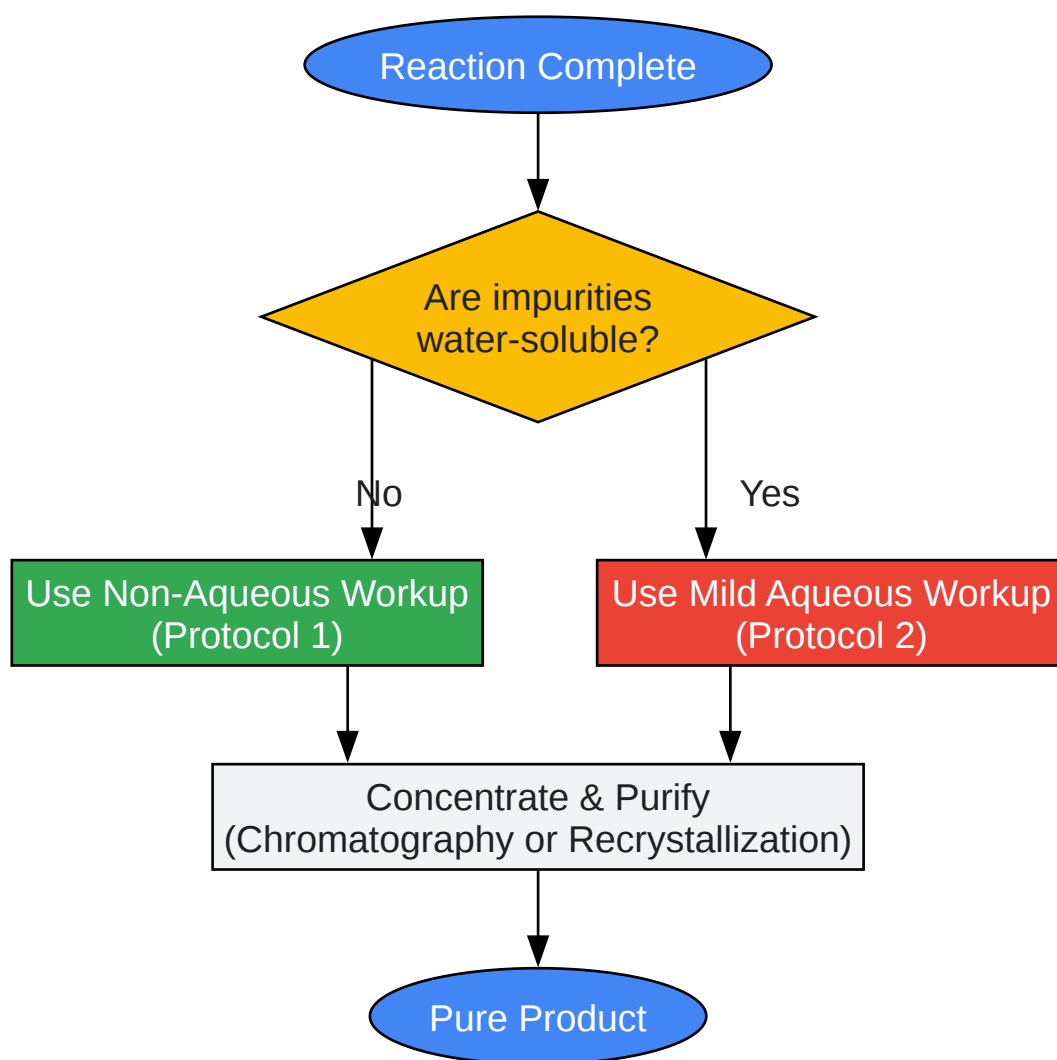 Reaction Complete
Are impurities
water-soluble?
No
Yes
Use Non-Aqueous Workup
(Protocol 1)
Use Mild Aqueous Workup
(Protocol 2)
Concentrate & Purify
(Chromatography or Recrystallization)
Pure Product